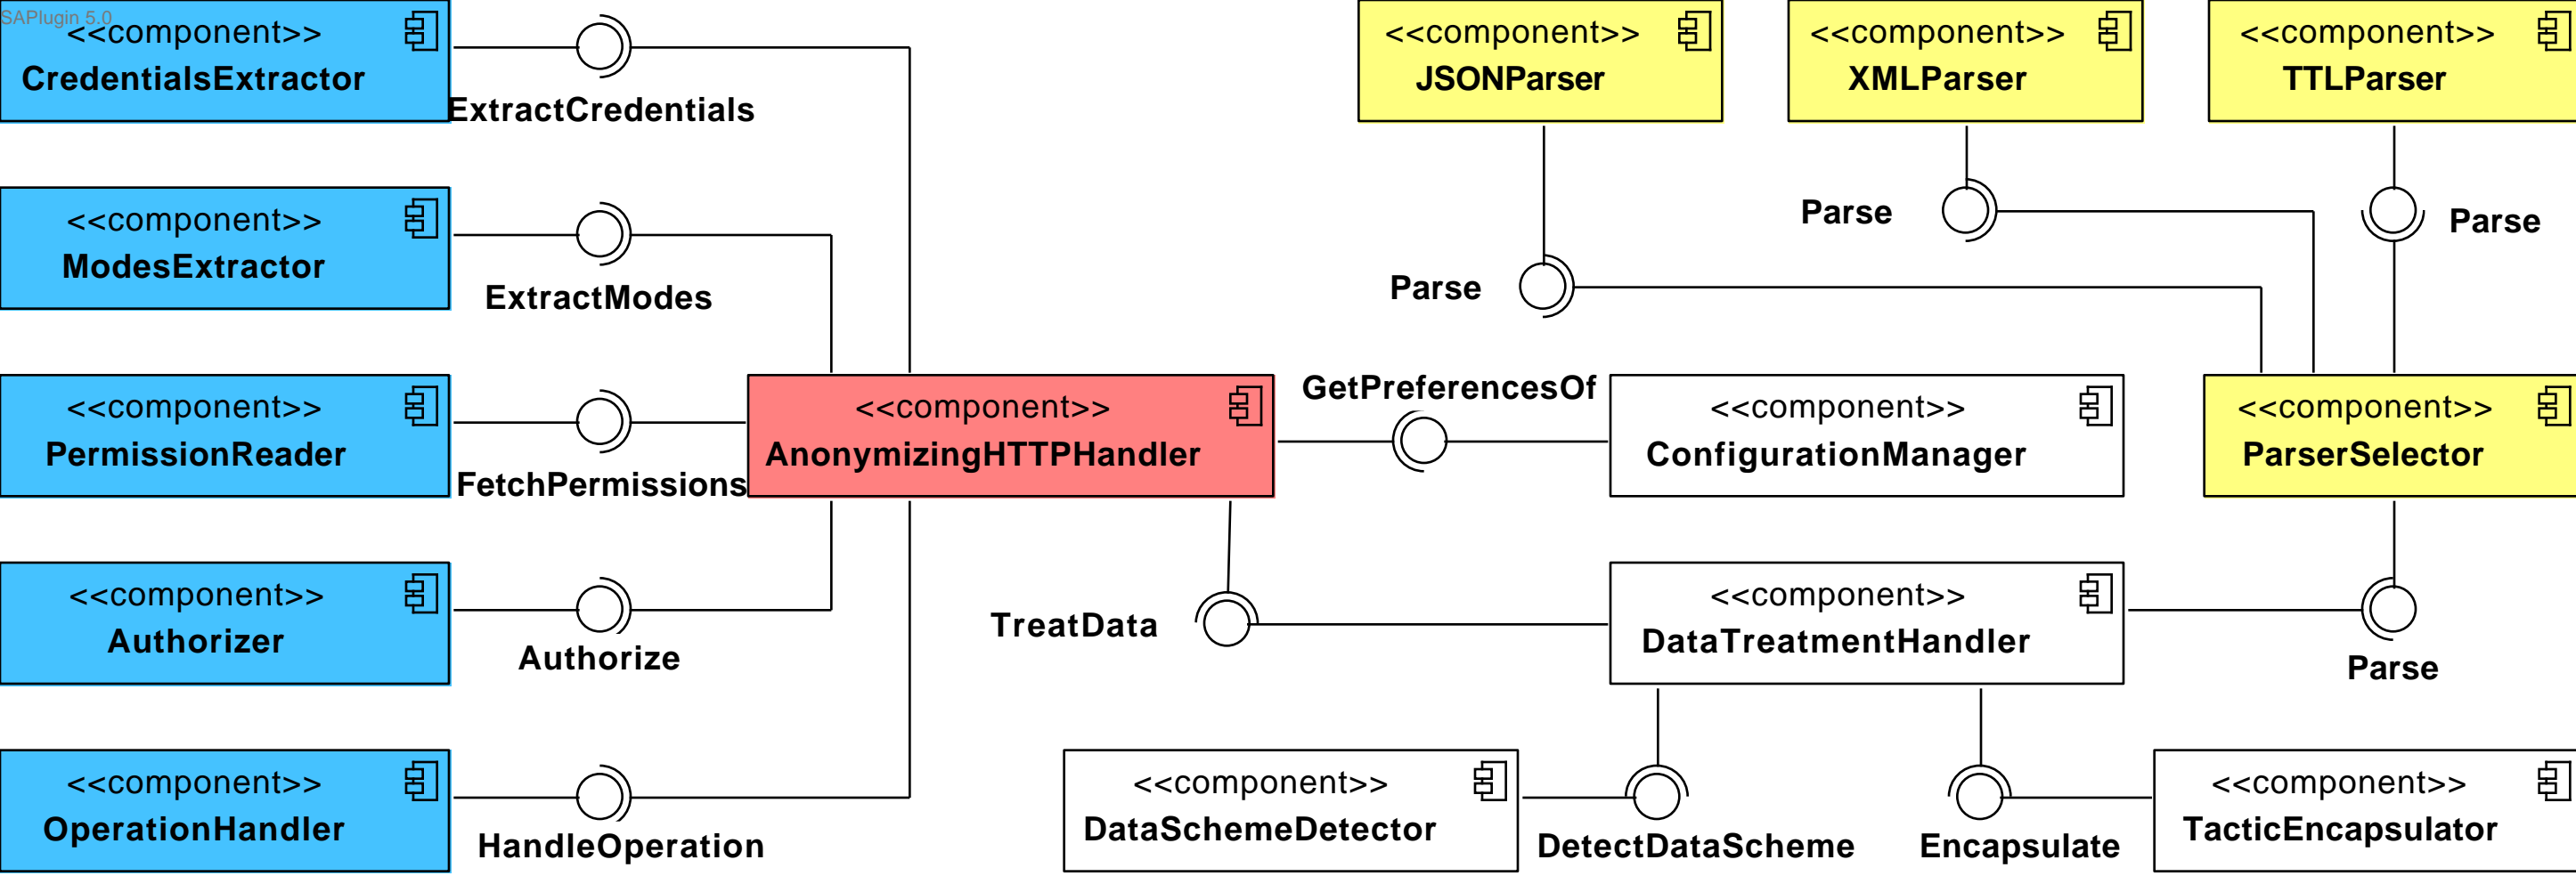 SAPlugin 5.0
<<component>>
CredentialsExtractor
ExtractCredentials
<<component>>
JSONParser
<<component>>
XMLParser
<<component>>
TTLParser
<<component>>
ModesExtractor
ExtractModes
Parse
Parse
Parse
<<component>>
PermissionReader
FetchPermissions
<<component>>
AnonymizingHTTPHandler
GetPreferencesOf
<<component>>
ConfigurationManager
<<component>>
ParserSelector
<<component>>
Authorizer
Authorize
TreatData
<<component>>
DataTreatmentHandler
Parse
<<component>>
OperationHandler
HandleOperation
<<component>>
DataSchemeDetector
DetectDataScheme
Encapsulate
<<component>>
TacticEncapsulator